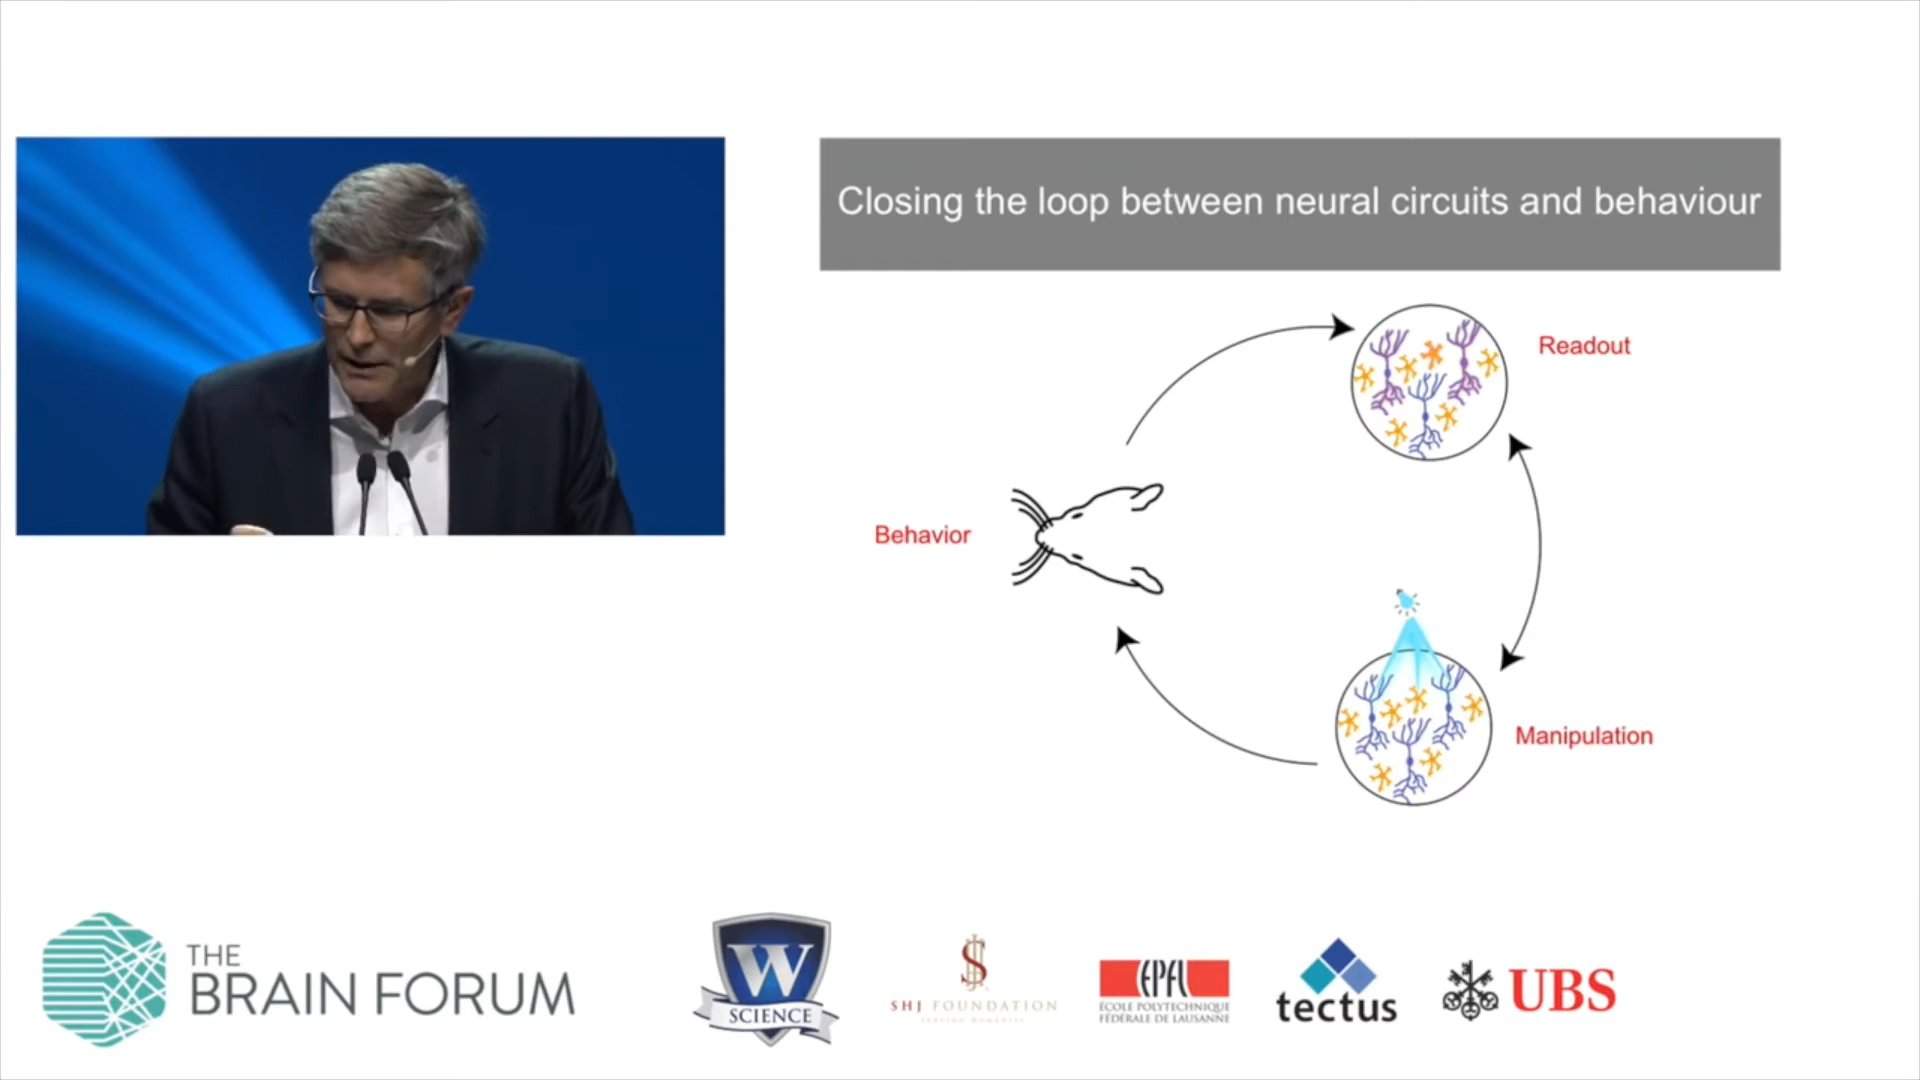 Closing the loop between neural circuits and behaviour
Readout
Behavior
Manipulation
THE
BRAIN FORUM
W
SCIENCE
SHJ FOUNDATION
EPFL
ÉCOLE POLYTECHNIQUE
FÉDÉRALE DE LAUSANNE
tectus
UBS